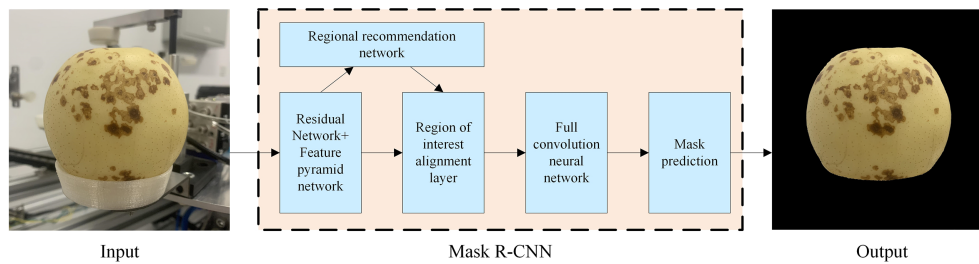 Regional recommendation
network
Residual
Network+
Feature
pyramid
network
Region of
interest
alignment
layer
Full
convolution
neural
network
Mask
prediction
Input
Mask R-CNN
Output